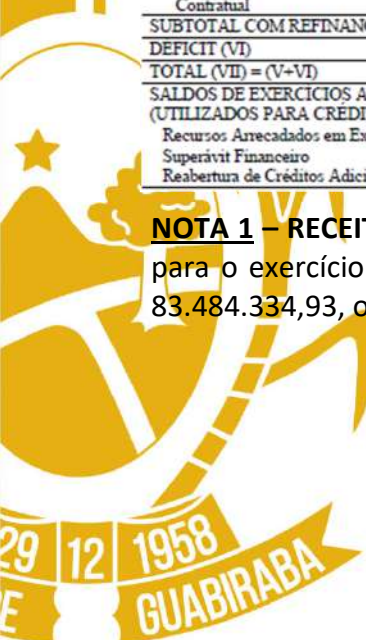 Contratual
SUBTOTAL COM REFINANC
DEFICIT (VI)
TOTAL (VII) = (V+VI)
SALDOS DE EXERCÍCIOS A
(UTILIZADOS PARA CRÉDI
Recursos Arrecadados em Ex
Superávit Financeiro
Reabertura de Créditos Adici
NOTA 1 – RECEIT
para o exercício
83.484.334,93, o
29 12 1958
E GUABIRABA